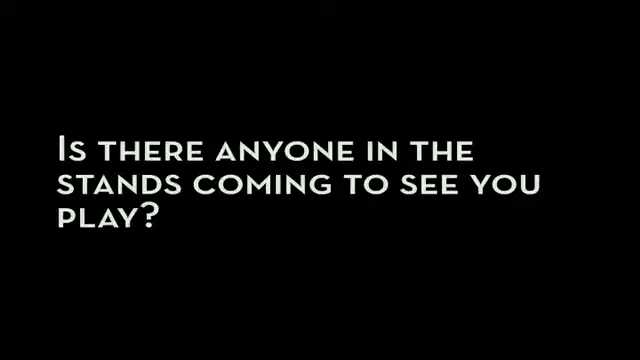 Is there anyone in the
stands coming to see you
play?